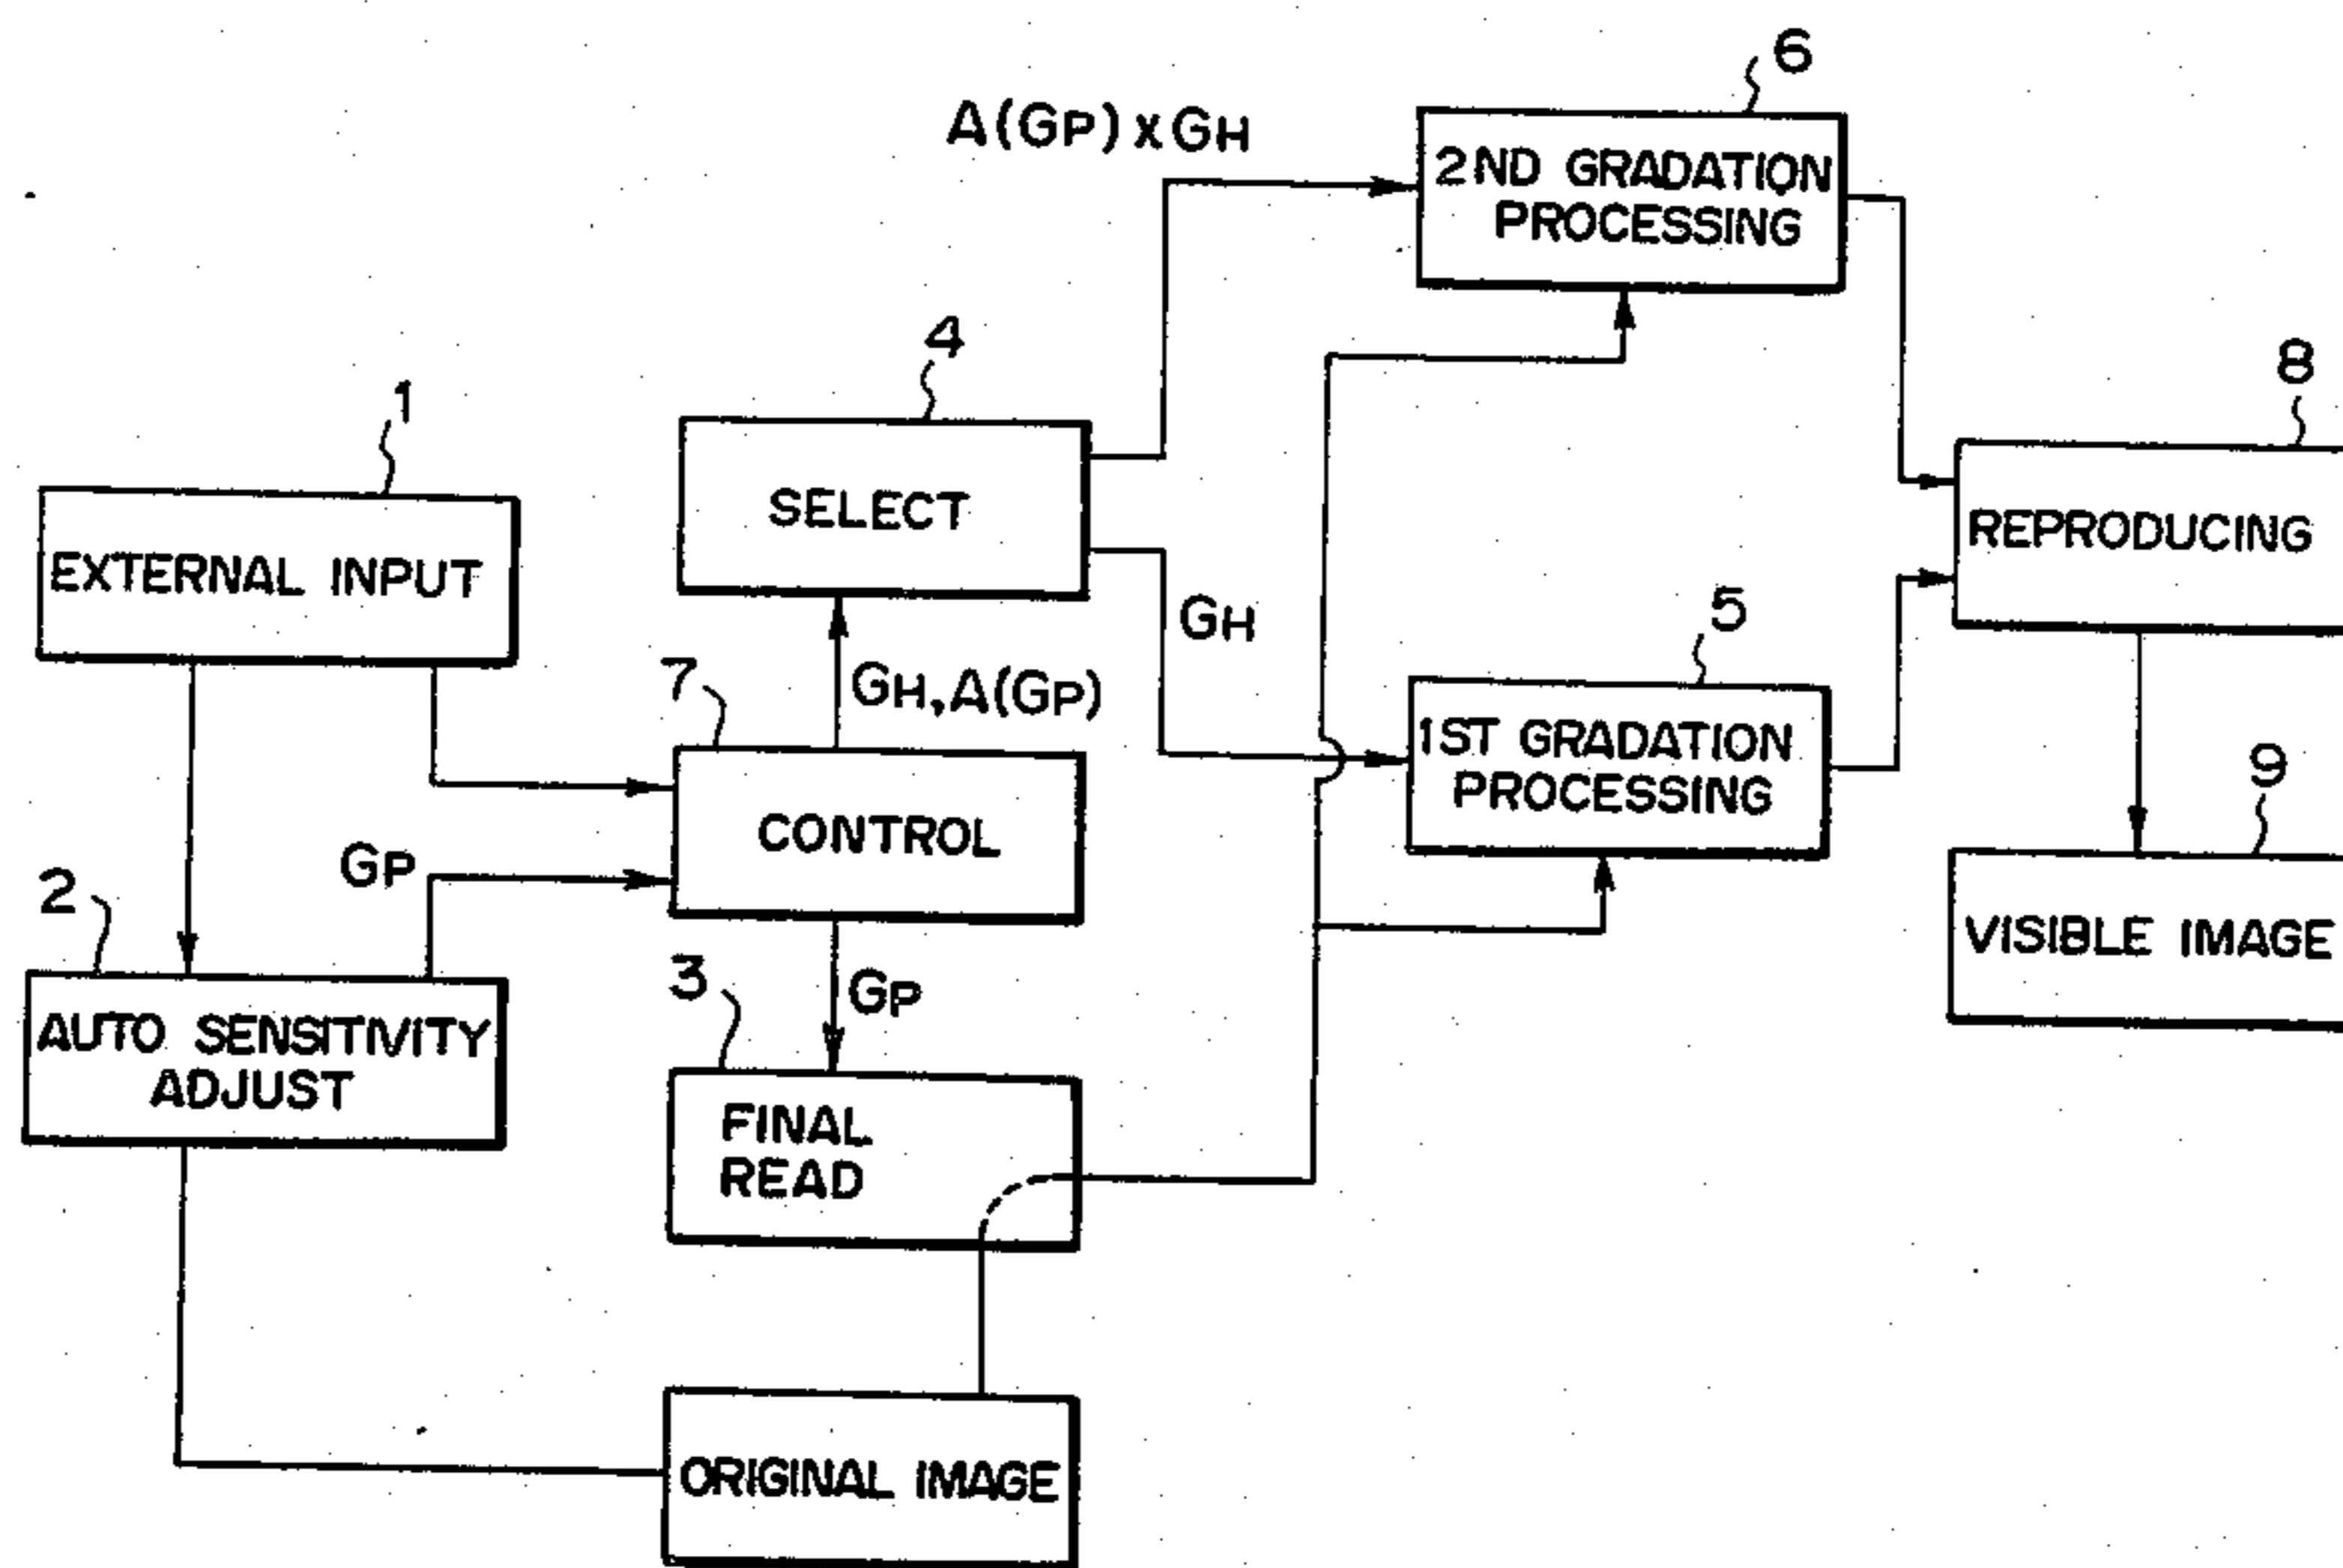 6
A(GP) x GH
2ND GRADATION
PROCESSING
4
8
1
SELECT
REPRODUCING
EXTERNAL INPUT
GH
5
7
GH, A(GP)
1ST GRADATION
PROCESSING
9
CONTROL
GP
2
VISIBLE IMAGE
3
GP
AUTO SENSITIVITY
ADJUST
FINAL
READ
ORIGINAL IMAGE